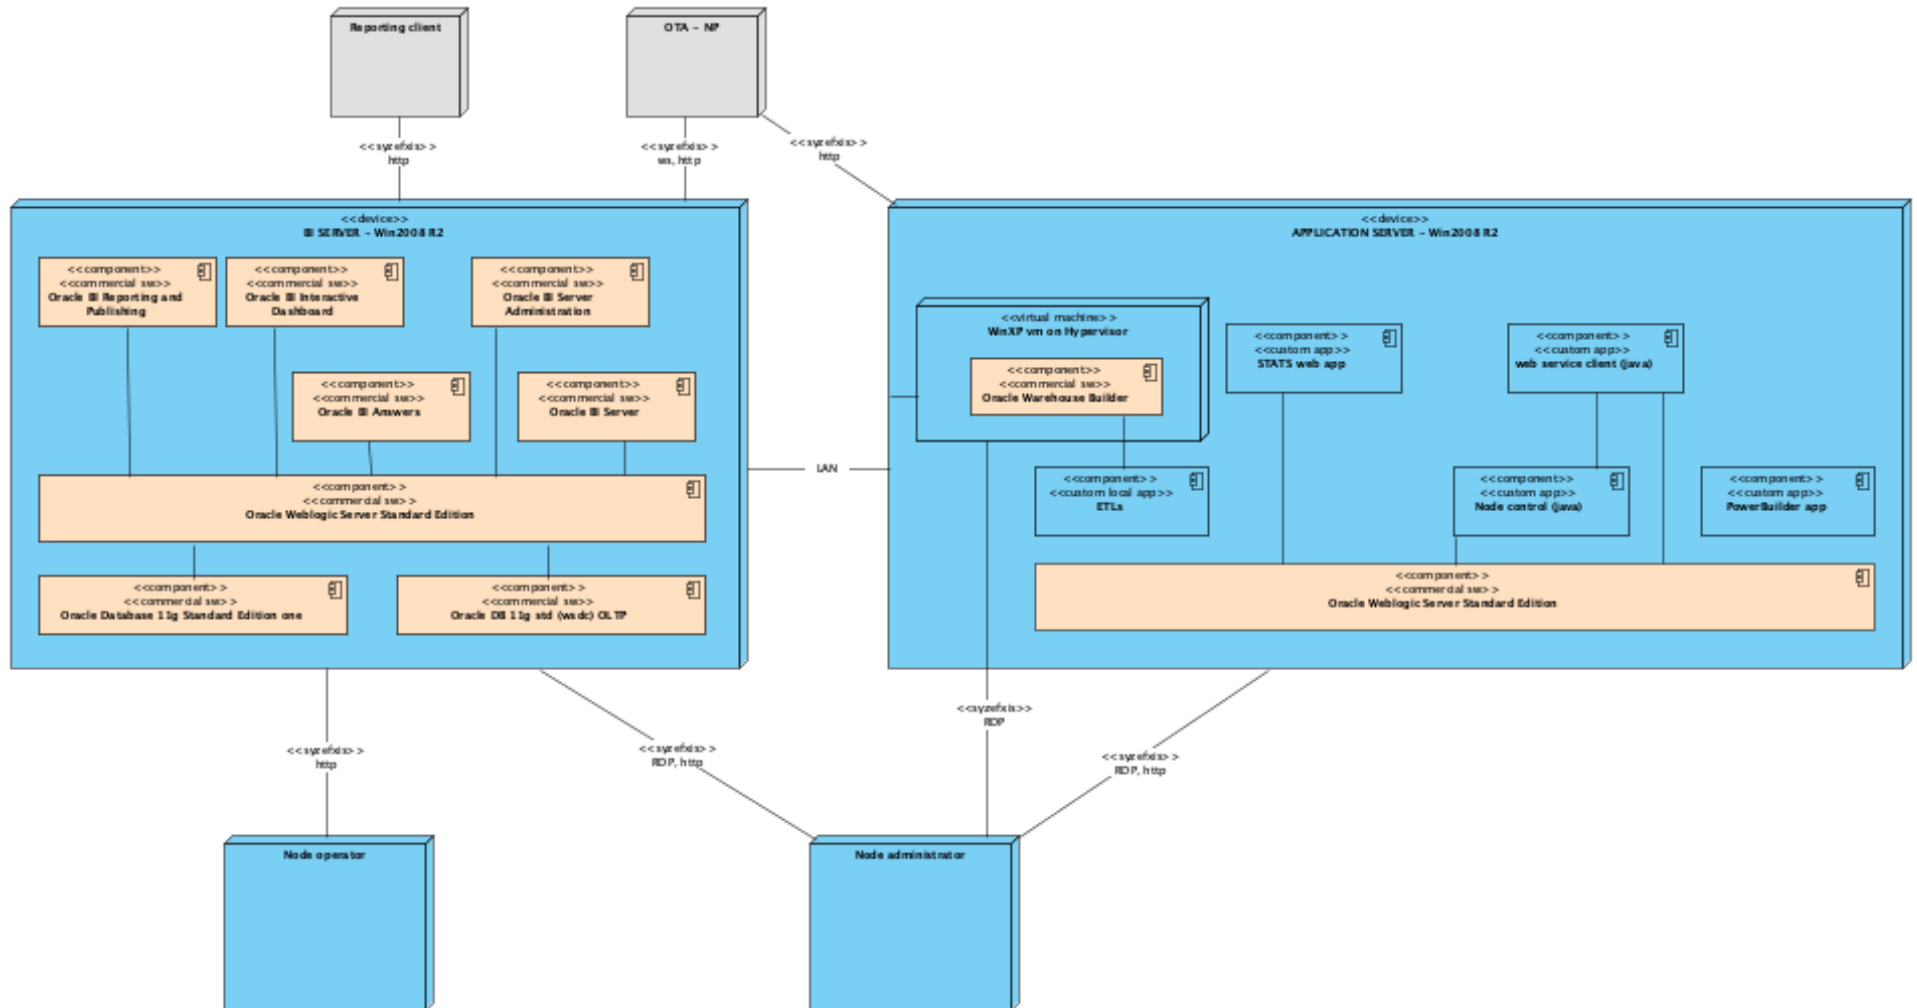 Reporting client
OTA - NP
<<syzefxis>>
http
<<syzefxis>>
ws, http
<<syzefxis>>
http
<<device>>
BI SERVER - Win2008 R2
<<component>>
<<commercial sw>>
Oracle BI Reporting and
Publishing
<<component>>
<<commercial sw>>
Oracle BI Interactive
Dashboard
<<component>>
<<commercial sw>>
Oracle BI Server
Administration
<<component>>
<<commercial sw>>
Oracle BI Answers
<<component>>
<<commercial sw>>
Oracle BI Server
<<component>>
<<commercial sw>>
Oracle Weblogic Server Standard Edition
<<component>>
<<commercial sw>>
Oracle Database 11g Standard Edition one
<<component>>
<<commercial sw>>
Oracle DB 11g std (wsdc) OLTP
LAN
<<device>>
APPLICATION SERVER - Win2008 R2
<<virtual machine>>
WinXP vm on Hypervisor
<<component>>
<<commercial sw>>
Oracle Warehouse Builder
<<component>>
<<custom app>>
STATS web app
<<component>>
<<custom app>>
web service client (java)
<<component>>
<<custom local app>>
ETLs
<<component>>
<<custom app>>
Node control (java)
<<component>>
<<custom app>>
PowerBuilder app
<<component>>
<<commercial sw>>
Oracle Weblogic Server Standard Edition
<<syzefxis>>
http
<<syzefxis>>
RDP, http
<<syzefxis>>
RDP
<<syzefxis>>
RDP, http
Node operator
Node administrator